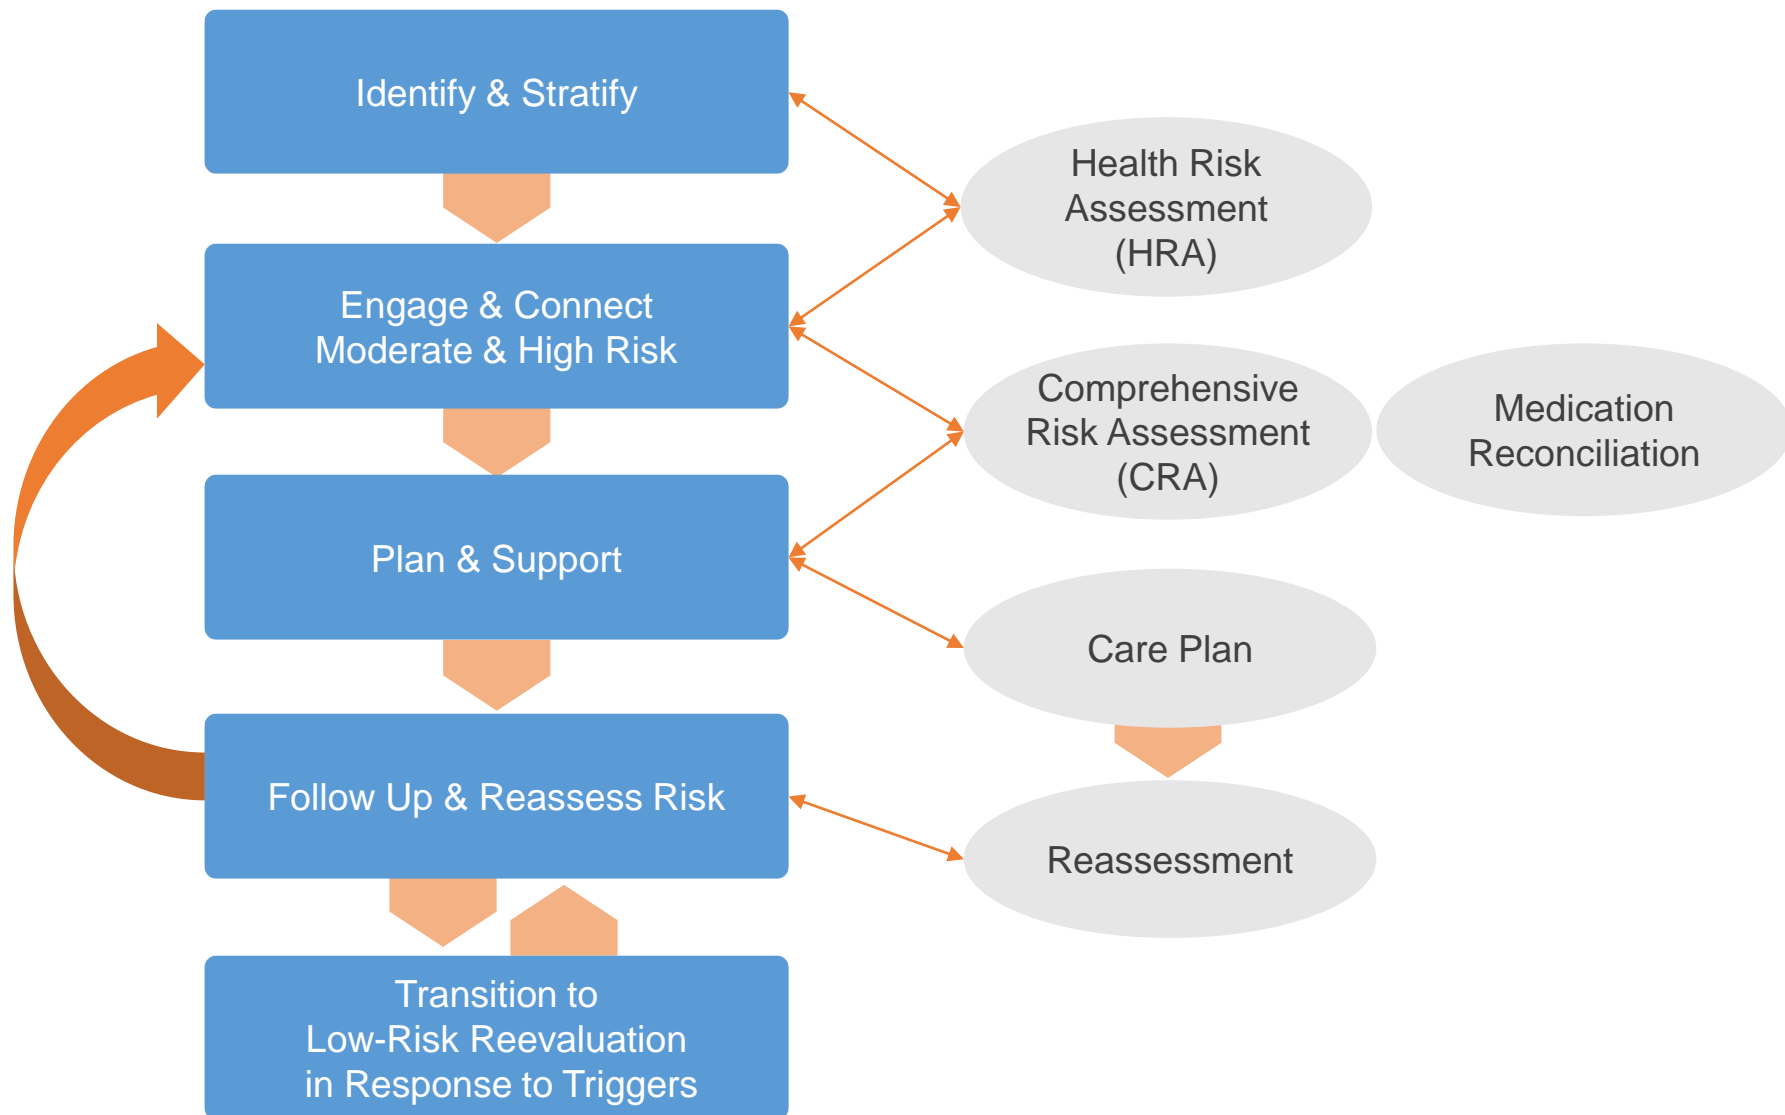 Identify & Stratify
Health Risk
Assessment
(HRA)
Engage & Connect
Moderate & High Risk
Comprehensive
Risk Assessment
(CRA)
Medication
Reconciliation
Plan & Support
Care Plan
Follow Up & Reassess Risk
Reassessment
Transition to
Low-Risk Reevaluation
in Response to Triggers